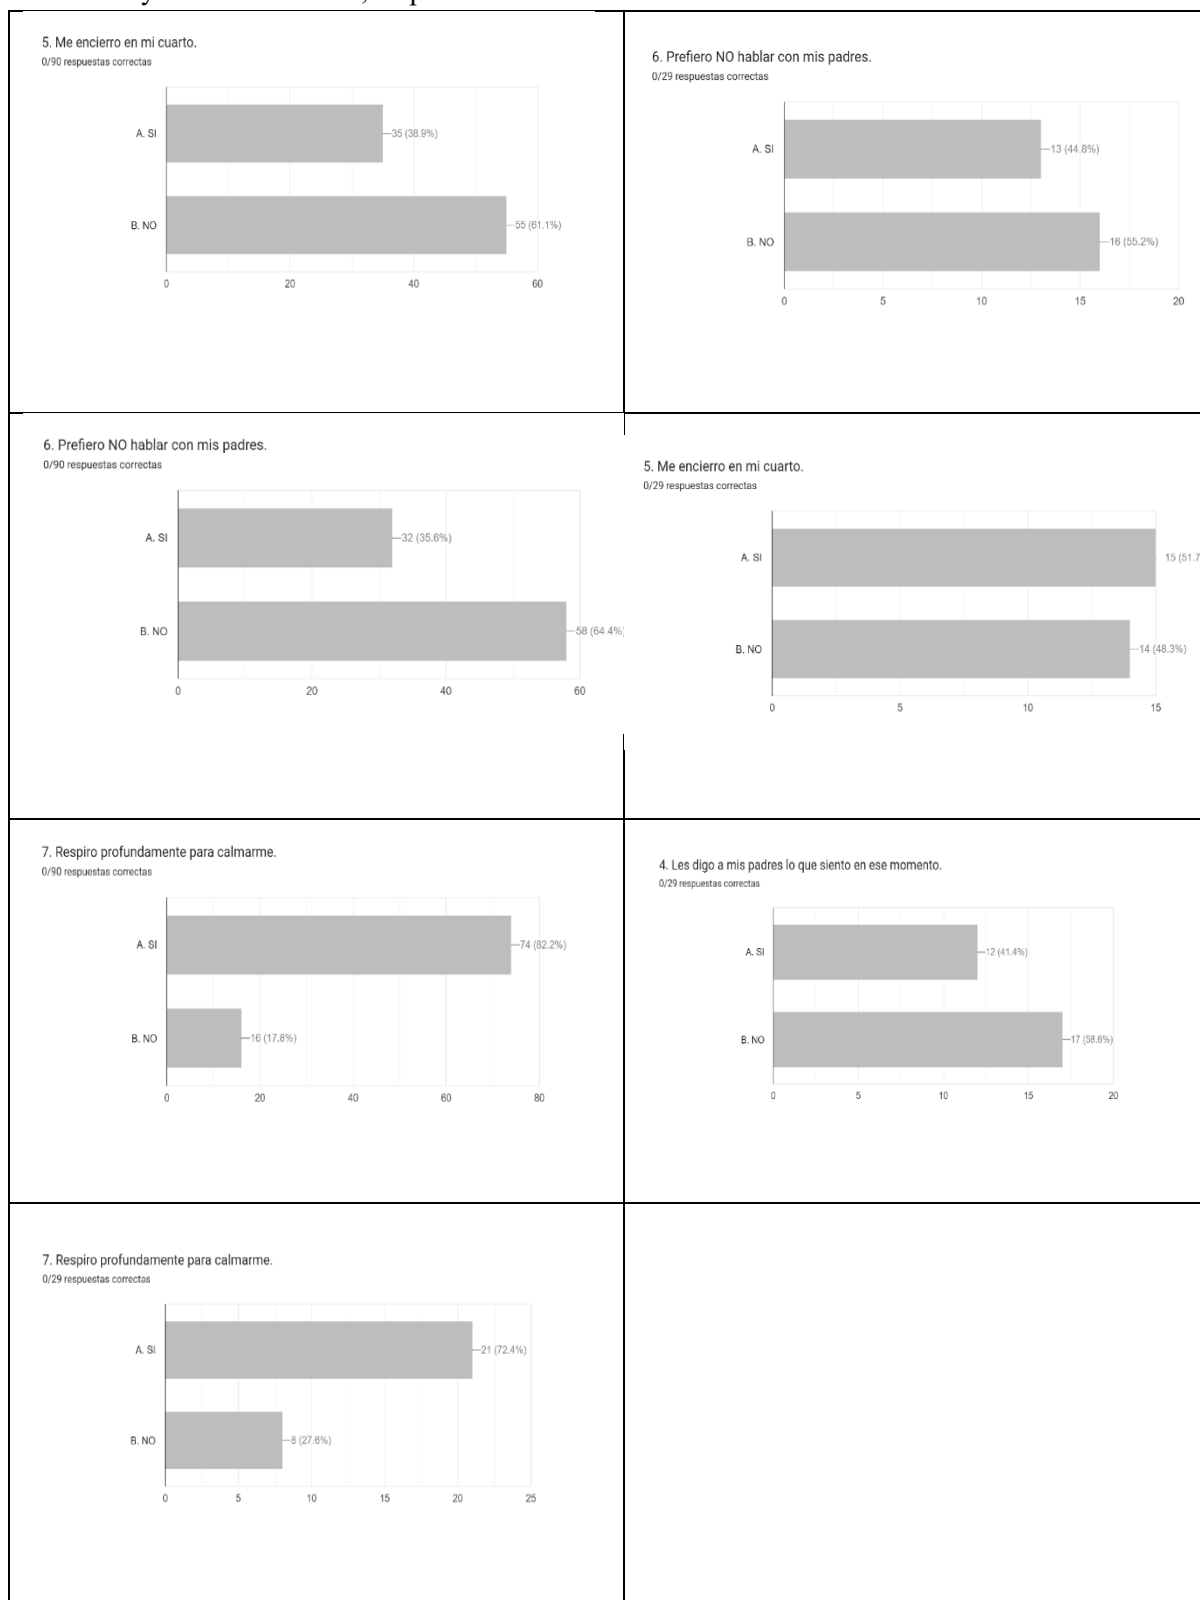 5. Me encierro en mi cuarto.
0/90 respuestas correctas
A. SI
35 (38.9%)
B. NO
55 (61.1%)
0 20 40 60
6. Prefiero NO hablar con mis padres.
0/29 respuestas correctas
A. SI
13 (44.8%)
B. NO
16 (55.2%)
0 5 10 15 20
6. Prefiero NO hablar con mis padres.
0/90 respuestas correctas
A. SI
32 (35.6%)
B. NO
58 (64.4%)
0 20 40 60
5. Me encierro en mi cuarto.
0/29 respuestas correctas
A. SI
15 (51.7
B. NO
14 (48.3%)
0 5 10 15
7. Respiro profundamente para calmarme.
0/90 respuestas correctas
A. SI
74 (82.2%)
B. NO
16 (17.8%)
0 20 40 60 80
4. Les digo a mis padres lo que siento en ese momento.
0/29 respuestas correctas
A. SI
12 (41.4%)
B. NO
17 (58.6%)
0 5 10 15 20
7. Respiro profundamente para calmarme.
0/29 respuestas correctas
A. SI
21 (72.4%)
B. NO
8 (27.6%)
0 5 10 15 20 25